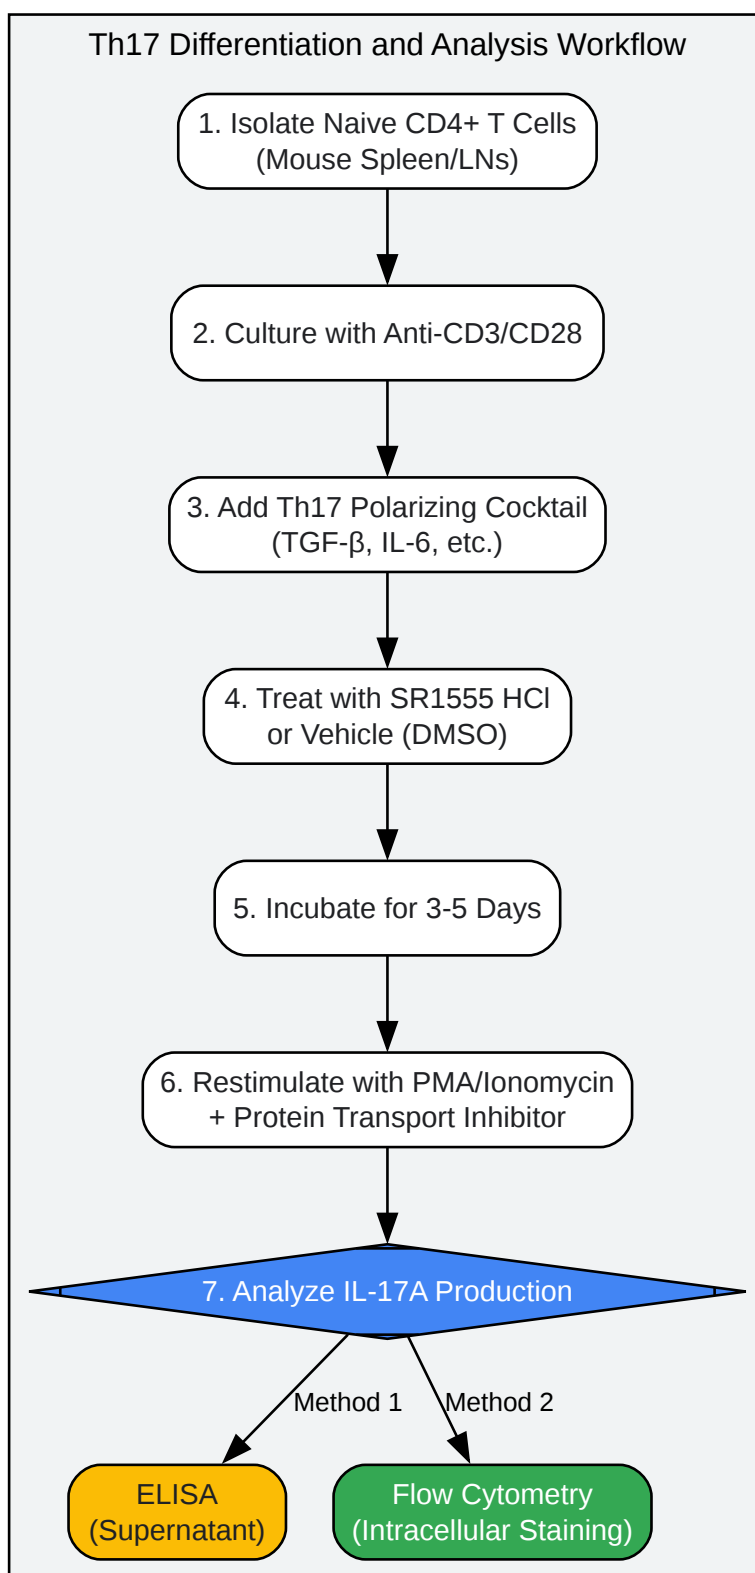 Th17 Differentiation and Analysis Workflow
1. Isolate Naive CD4+ T Cells
(Mouse Spleen/LNs)
2. Culture with Anti-CD3/CD28
3. Add Th17 Polarizing Cocktail
(TGF-β, IL-6, etc.)
4. Treat with SR1555 HCl
or Vehicle (DMSO)
5. Incubate for 3-5 Days
6. Restimulate with PMA/Ionomycin
+ Protein Transport Inhibitor
7. Analyze IL-17A Production
Method 1
Method 2
ELISA
(Supernatant)
Flow Cytometry
(Intracellular Staining)